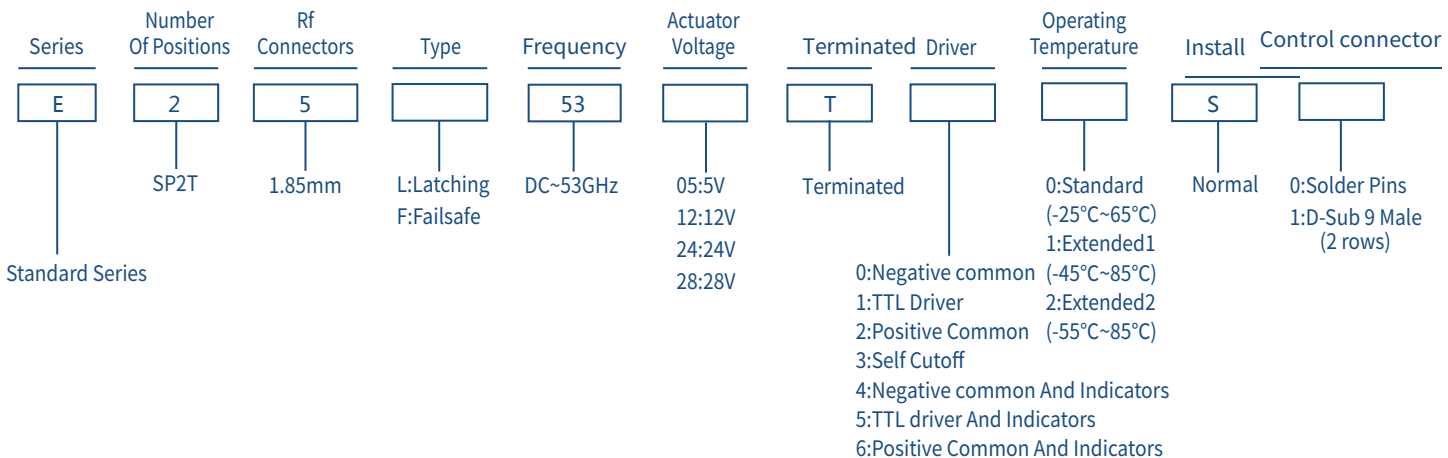 Series
Number
Of Positions
Rf
Connectors
Type
Frequency
Actuator
Voltage
Terminated
Driver
Operating
Temperature
Install
Control connector
E
2
5
53
T
S
SP2T
1.85mm
L:Latching
F:Failsafe
DC~53GHz
05:5V
12:12V
24:24V
28:28V
Terminated
0:Standard
(-25°C~65°C)
1:Extended1
(-45°C~85°C)
2:Extended2
(-55°C~85°C)
Normal
0:Solder Pins
1:D-Sub 9 Male
(2 rows)
Standard Series
0:Negative common
1:TTL Driver
2:Positive Common
3:Self Cutoff
4:Negative common And Indicators
5:TTL driver And Indicators
6:Positive Common And Indicators